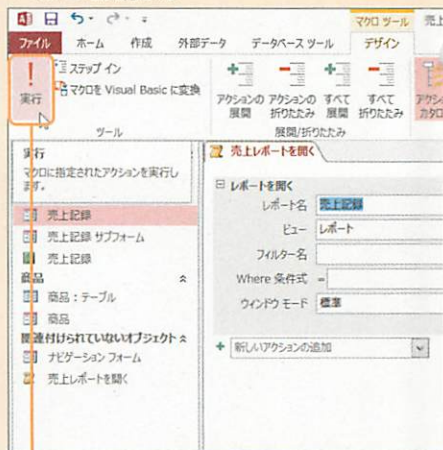 マクロ ツール 売上
ファイル ホーム 作成 外部データ データベース ツール デザイン
! 実行
ステップ イン
マクロを Visual Basic に変換
ツール
アクションの展開
アクションの折りたたみ
すべて展開
すべて折りたたみ
展開/折りたたみ
アクション
カタロ
実行
マクロに指定されたアクションを実行します。
売上記録
売上記録 サブフォーム
売上記録
商品
商品 : テーブル
商品
関連付けられていないオブジェクト
ナビゲーション フォーム
売上レポートを開く
売上レポートを開く
レポートを開く
レポート名 売上記録
ビュー レポート
フィルター名
Where 条件式 =
ウィンドウ モード 標準
新しいアクションの追加